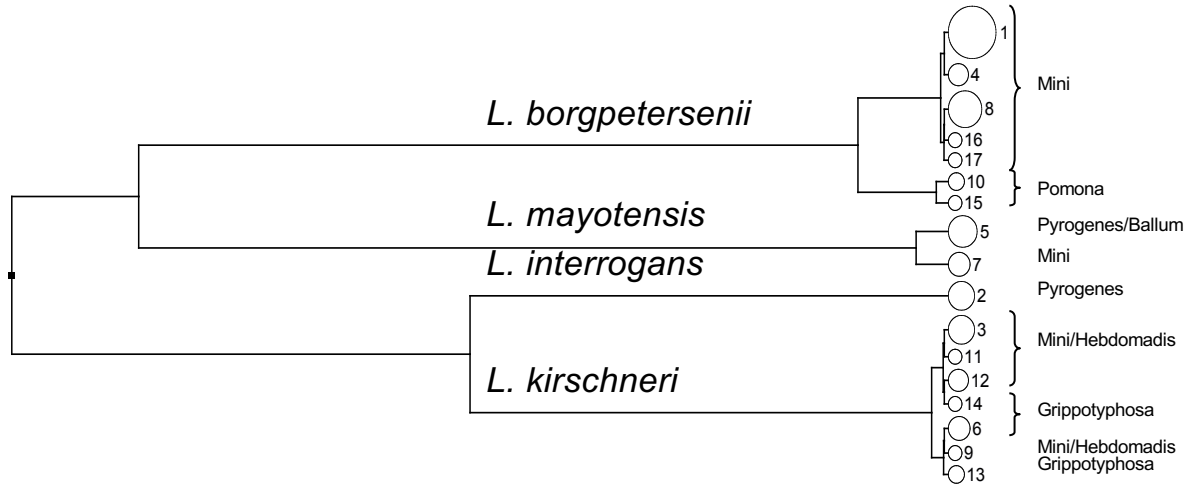 1
4
Mini
L. borgpetersenii
8
16
17
10
Pomona
15
L. mayotensis
5
Pyrogenes/Ballum
L. interrogans
7
Mini
2
Pyrogenes
3
Mini/Hebdomadis
11
L. kirschneri
12
14
Grippotyphosa
6
9
Mini/Hebdomadis
13
Grippotyphosa